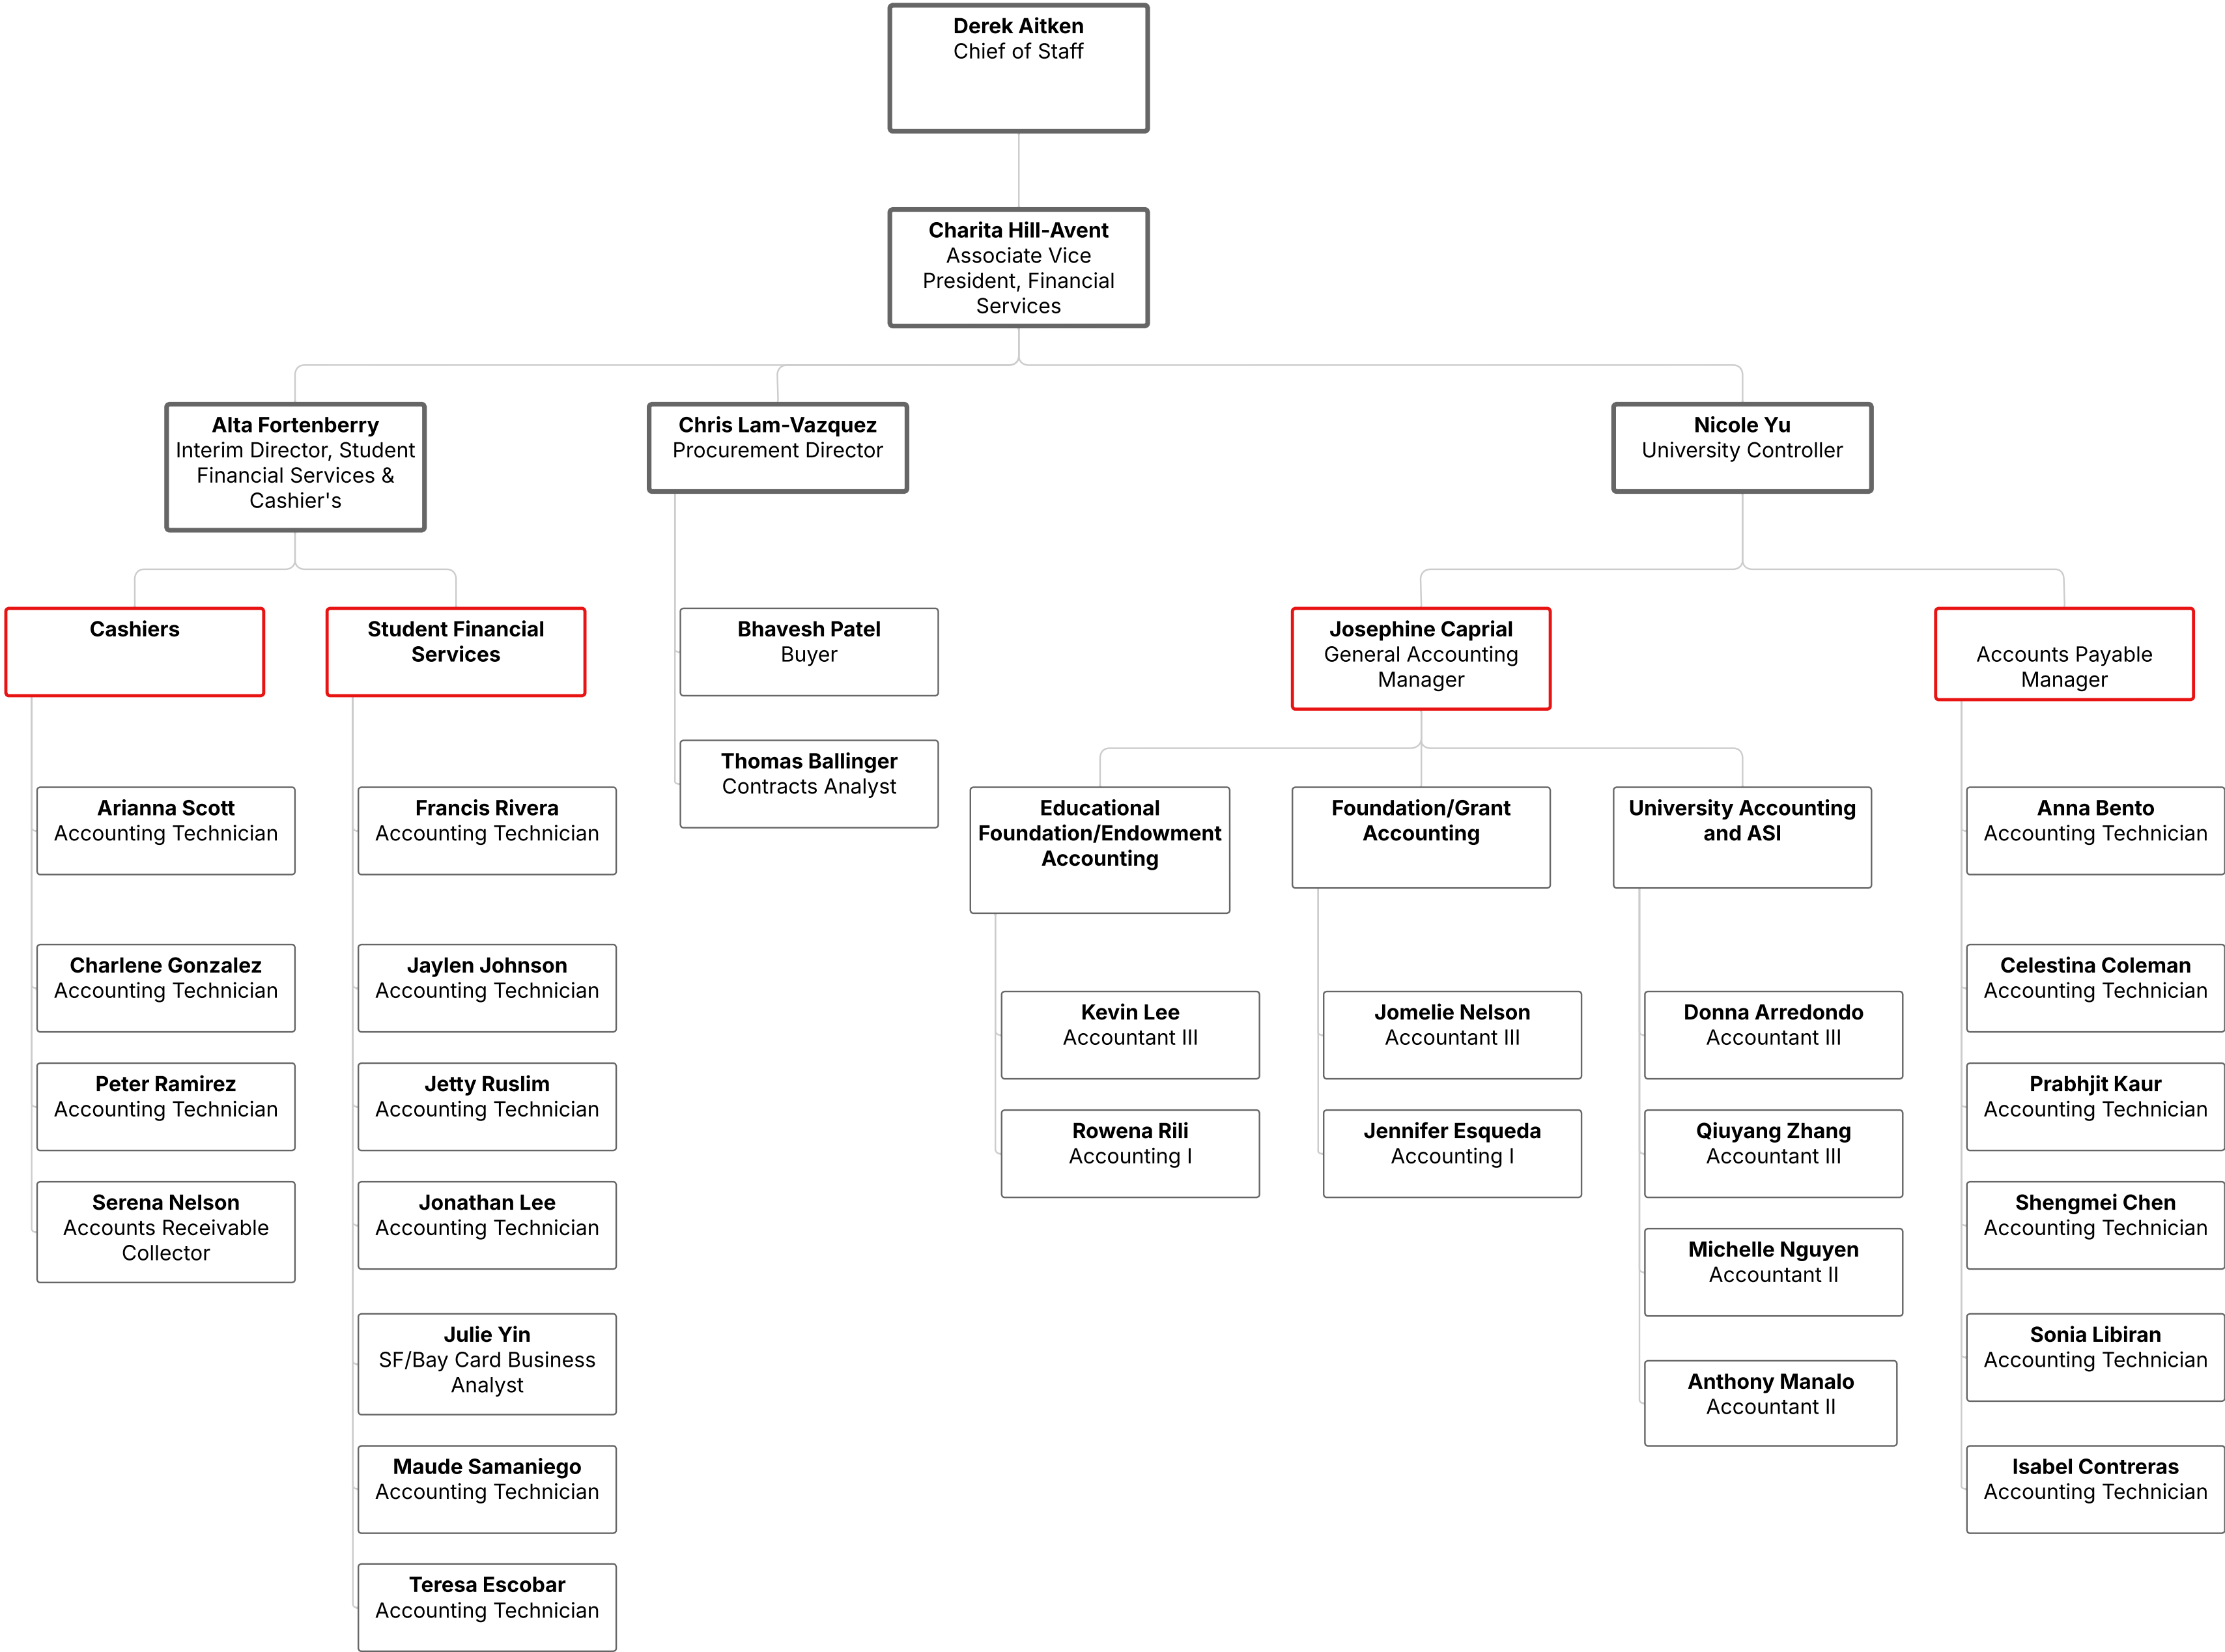 Derek Aitken
Chief of Staff
Charita Hill-Avent
Associate Vice
President, Financial
Services
Alta Fortenberry
Interim Director, Student
Financial Services &
Cashier's
Chris Lam-Vazquez
Procurement Director
Nicole Yu
University Controller
Cashiers
Student Financial
Services
Bhavesh Patel
Buyer
Thomas Ballinger
Contracts Analyst
Josephine Caprial
General Accounting
Manager
Accounts Payable
Manager
Arianna Scott
Accounting Technician
Charlene Gonzalez
Accounting Technician
Peter Ramirez
Accounting Technician
Serena Nelson
Accounts Receivable
Collector
Francis Rivera
Accounting Technician
Jaylen Johnson
Accounting Technician
Jetty Ruslim
Accounting Technician
Jonathan Lee
Accounting Technician
Julie Yin
SF/Bay Card Business
Analyst
Maude Samaniego
Accounting Technician
Teresa Escobar
Accounting Technician
Educational
Foundation/Endowment
Accounting
Kevin Lee
Accountant III
Rowena Rili
Accounting I
Foundation/Grant
Accounting
Jomelie Nelson
Accountant III
Jennifer Esqueda
Accounting I
University Accounting
and ASI
Donna Arredondo
Accountant III
Qiuyang Zhang
Accountant III
Michelle Nguyen
Accountant II
Anthony Manalo
Accountant II
Anna Bento
Accounting Technician
Celestina Coleman
Accounting Technician
Prabhjit Kaur
Accounting Technician
Shengmei Chen
Accounting Technician
Sonia Libiran
Accounting Technician
Isabel Contreras
Accounting Technician